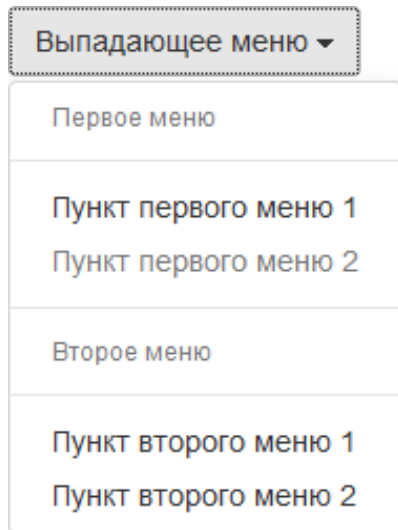 Выпадающее меню
Первое меню
Пункт первого меню 1
Пункт первого меню 2
Второе меню
Пункт второго меню 1
Пункт второго меню 2